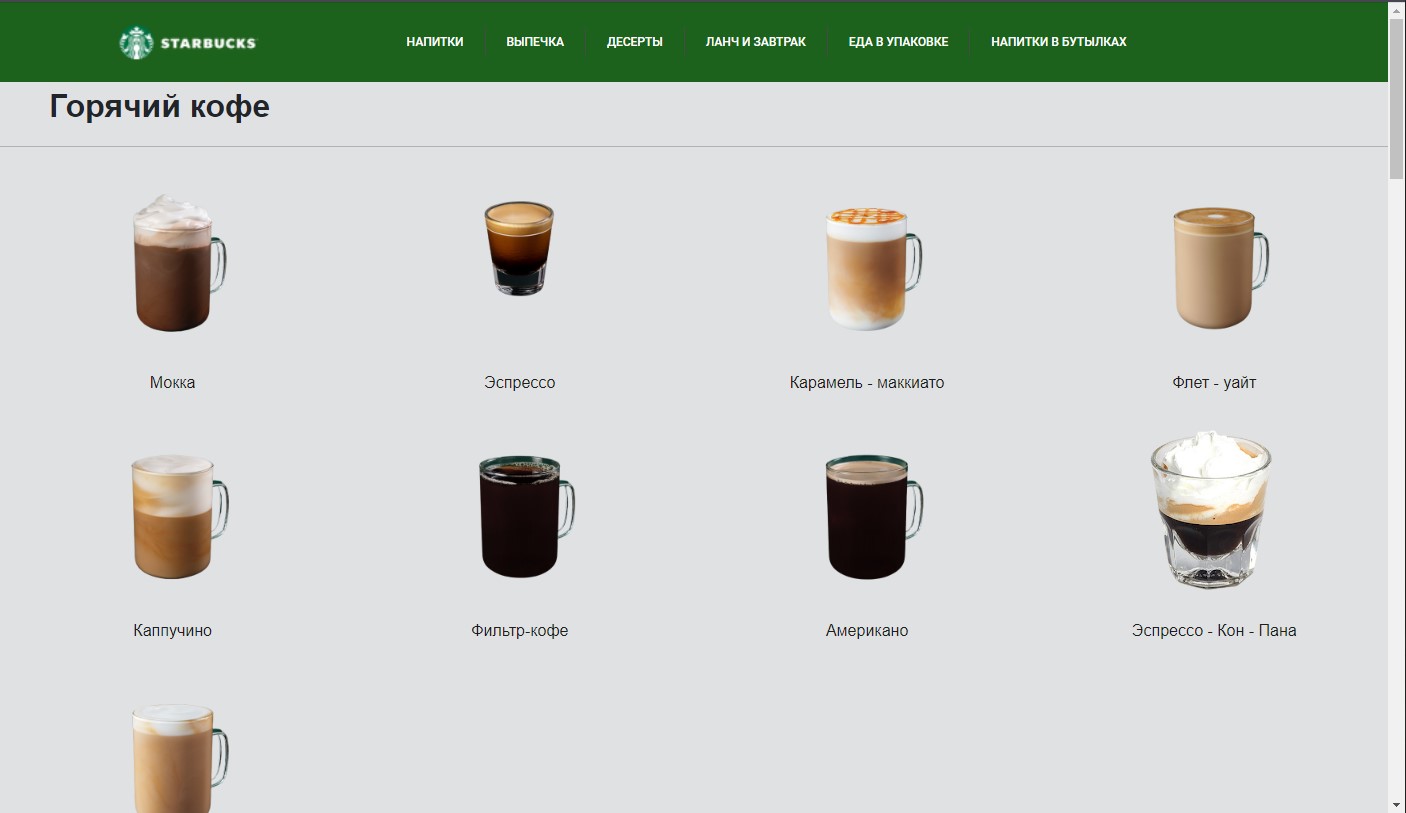 STARBUCKS
НАПИТКИ
ВЫПЕЧКА
ДЕСЕРТЫ
ЛАНЧ И ЗАВТРАК
ЕДА В УПАКОВКЕ
НАПИТКИ В БУТЫЛКАХ
Горячий кофе
Мокка
Эспрессо
Карамель - маккиато
Флет - уайт
Каппучино
Фильтр-кофе
Американо
Эспрессо - Кон - Пана